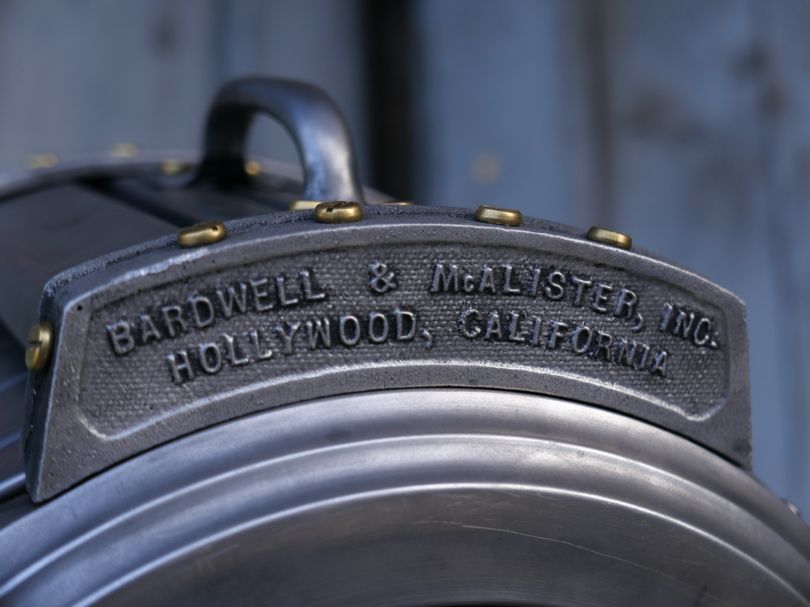 BARDWELL & McALISTER, INC.
HOLLYWOOD, CALIFORNIA